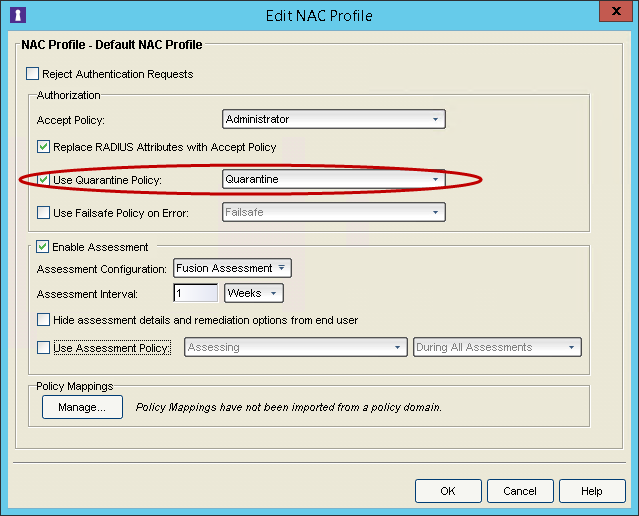 Edit NAC Profile
X
NAC Profile - Default NAC Profile
Reject Authentication Requests
Authorization
Accept Policy: Administrator
Replace RADIUS Attributes with Accept Policy
Use Quarantine Policy: Quarantine
Use Failsafe Policy on Error: Failsafe
Enable Assessment
Assessment Configuration: Fusion Assessment
Assessment Interval: 1 Weeks
Hide assessment details and remediation options from end user
Use Assessment Policy: Assessing During All Assessments
Policy Mappings
Manage... Policy Mappings have not been imported from a policy domain.
OK Cancel Help